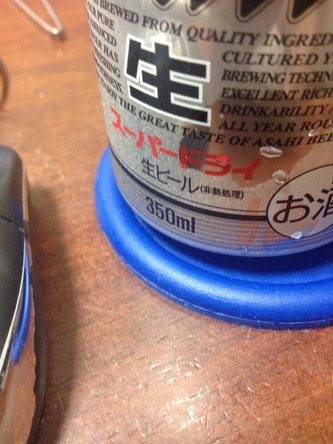 BREWED FROM QUALITY INGRED
PURE
CULTURED Y
BREWING TECHN
EXCELLENT RICH
DRINKABILITY
ALL YEAR ROU
THE GREAT TASTE OF ASAHI BEE
生
スーパードライ
生ビール(非熱処理)
350ml
お酒